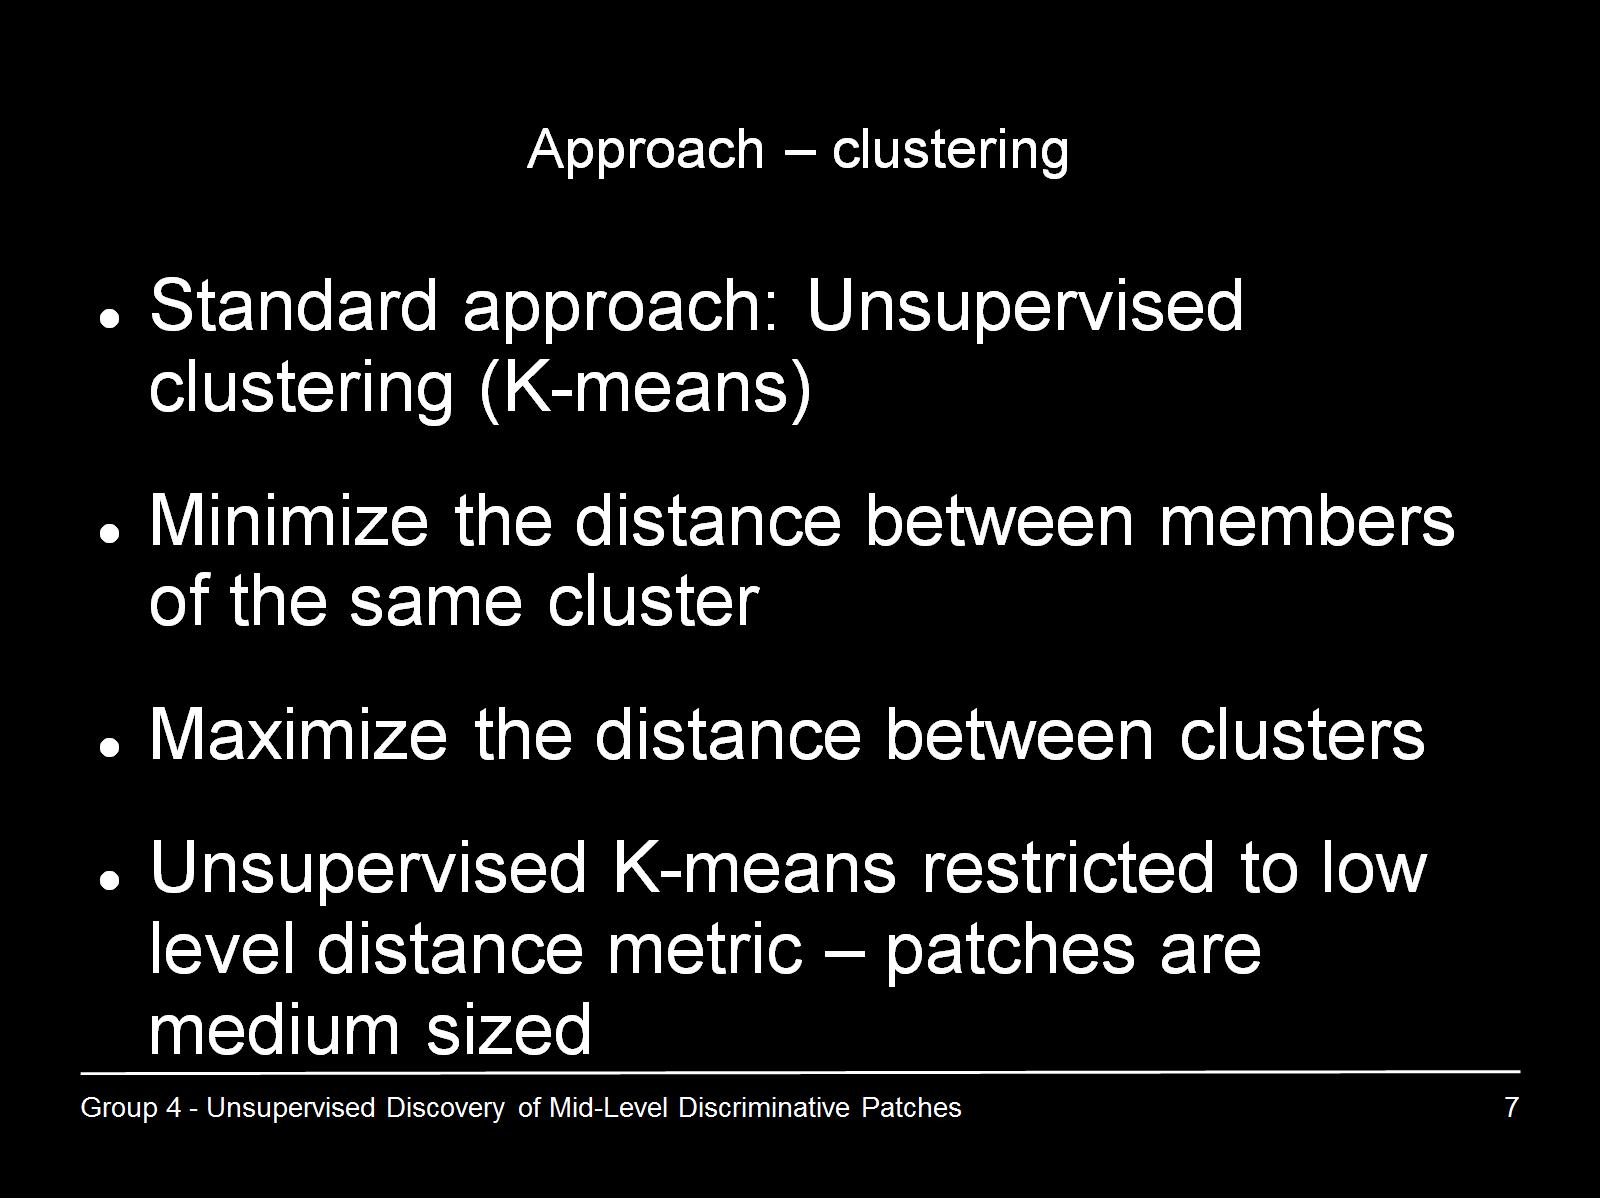 Approach – clustering
● Standard approach: Unsupervised
clustering (K-means)
● Minimize the distance between members
of the same cluster
● Maximize the distance between clusters
● Unsupervised K-means restricted to low
level distance metric – patches are
medium sized
Group 4 - Unsupervised Discovery of Mid-Level Discriminative Patches 7